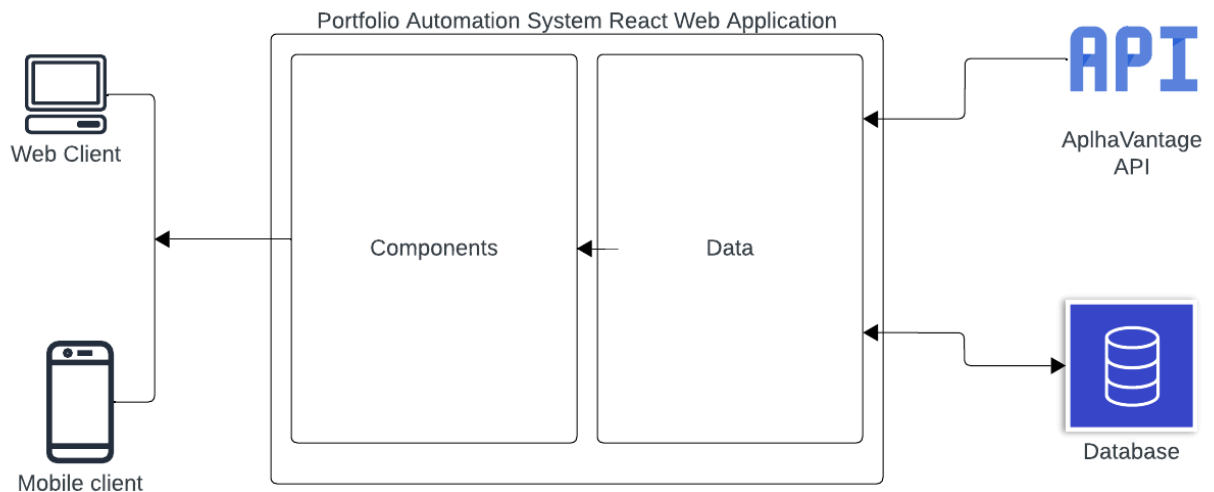 Portfolio Automation System React Web Application
Web Client
Mobile client
Components
Data
API
AplhaVantage
API
Database